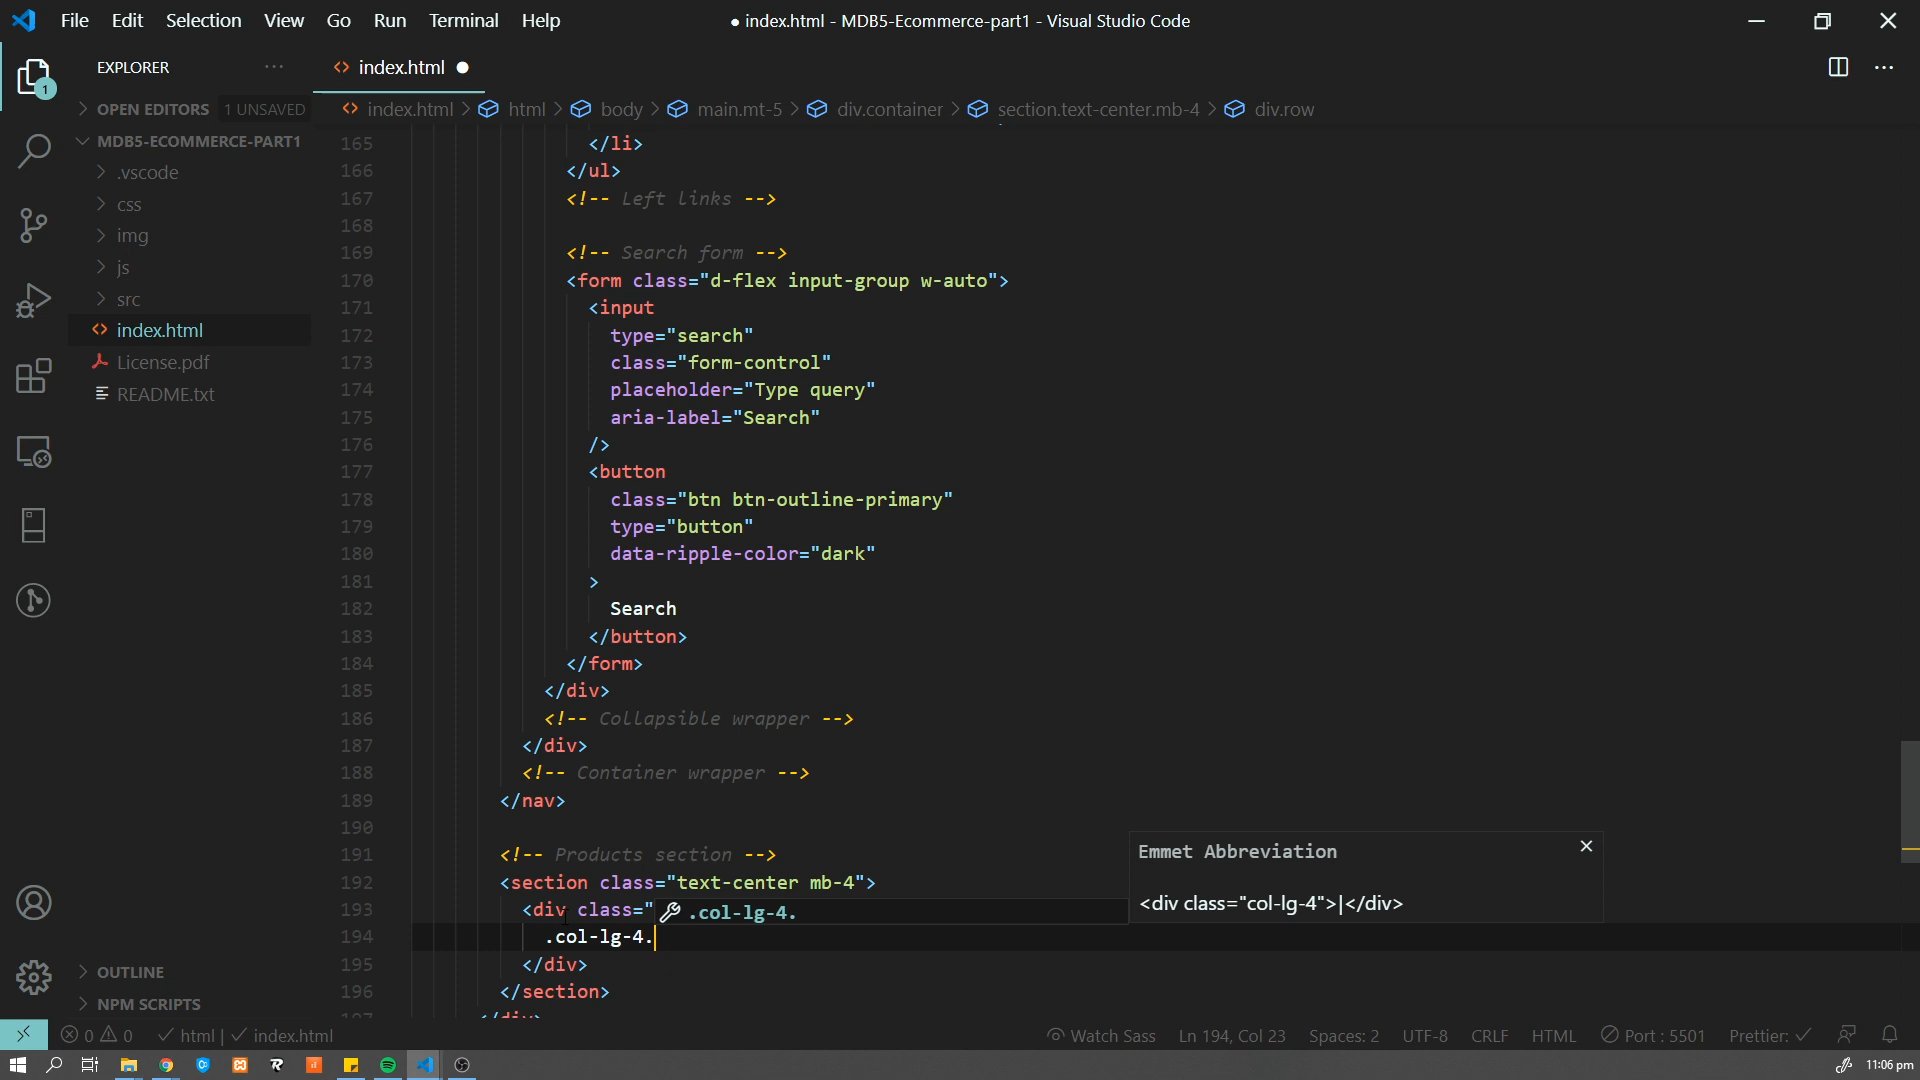 File Edit Selection View Go Run Terminal Help
● index.html - MDB5-Ecommerce-part1 - Visual Studio Code
EXPLORER
index.html
OPEN EDITORS 1 UNSAVED
index.html > html > body > main.mt-5 > div.container > section.text-center.mb-4 > div.row
MDB5-ECOMMERCE-PART1
.vscode
css
img
js
src
index.html
License.pdf
README.txt
OUTLINE
NPM SCRIPTS
1
165 </li>
166 </ul>
167 <!-- Left links -->
168
169 <!-- Search form -->
170 <form class="d-flex input-group w-auto">
171 <input
172 type="search"
173 class="form-control"
174 placeholder="Type query"
175 aria-label="Search"
176 />
177 <button
178 class="btn btn-outline-primary"
179 type="button"
180 data-ripple-color="dark"
181 >
182 Search
183 </button>
184 </form>
185 </div>
186 <!-- Collapsible wrapper -->
187 </div>
188 <!-- Container wrapper -->
189 </nav>
190
191 <!-- Products section -->
192 <section class="text-center mb-4">
193 <div class="
194 .col-lg-4.
195 </div>
196 </section>
.col-lg-4.
Emmet Abbreviation
<div class="col-lg-4">|</div>
0 0 html | index.html Watch Sass Ln 194, Col 23 Spaces: 2 UTF-8 CRLF HTML Port : 5501 Prettier:
11:06 pm